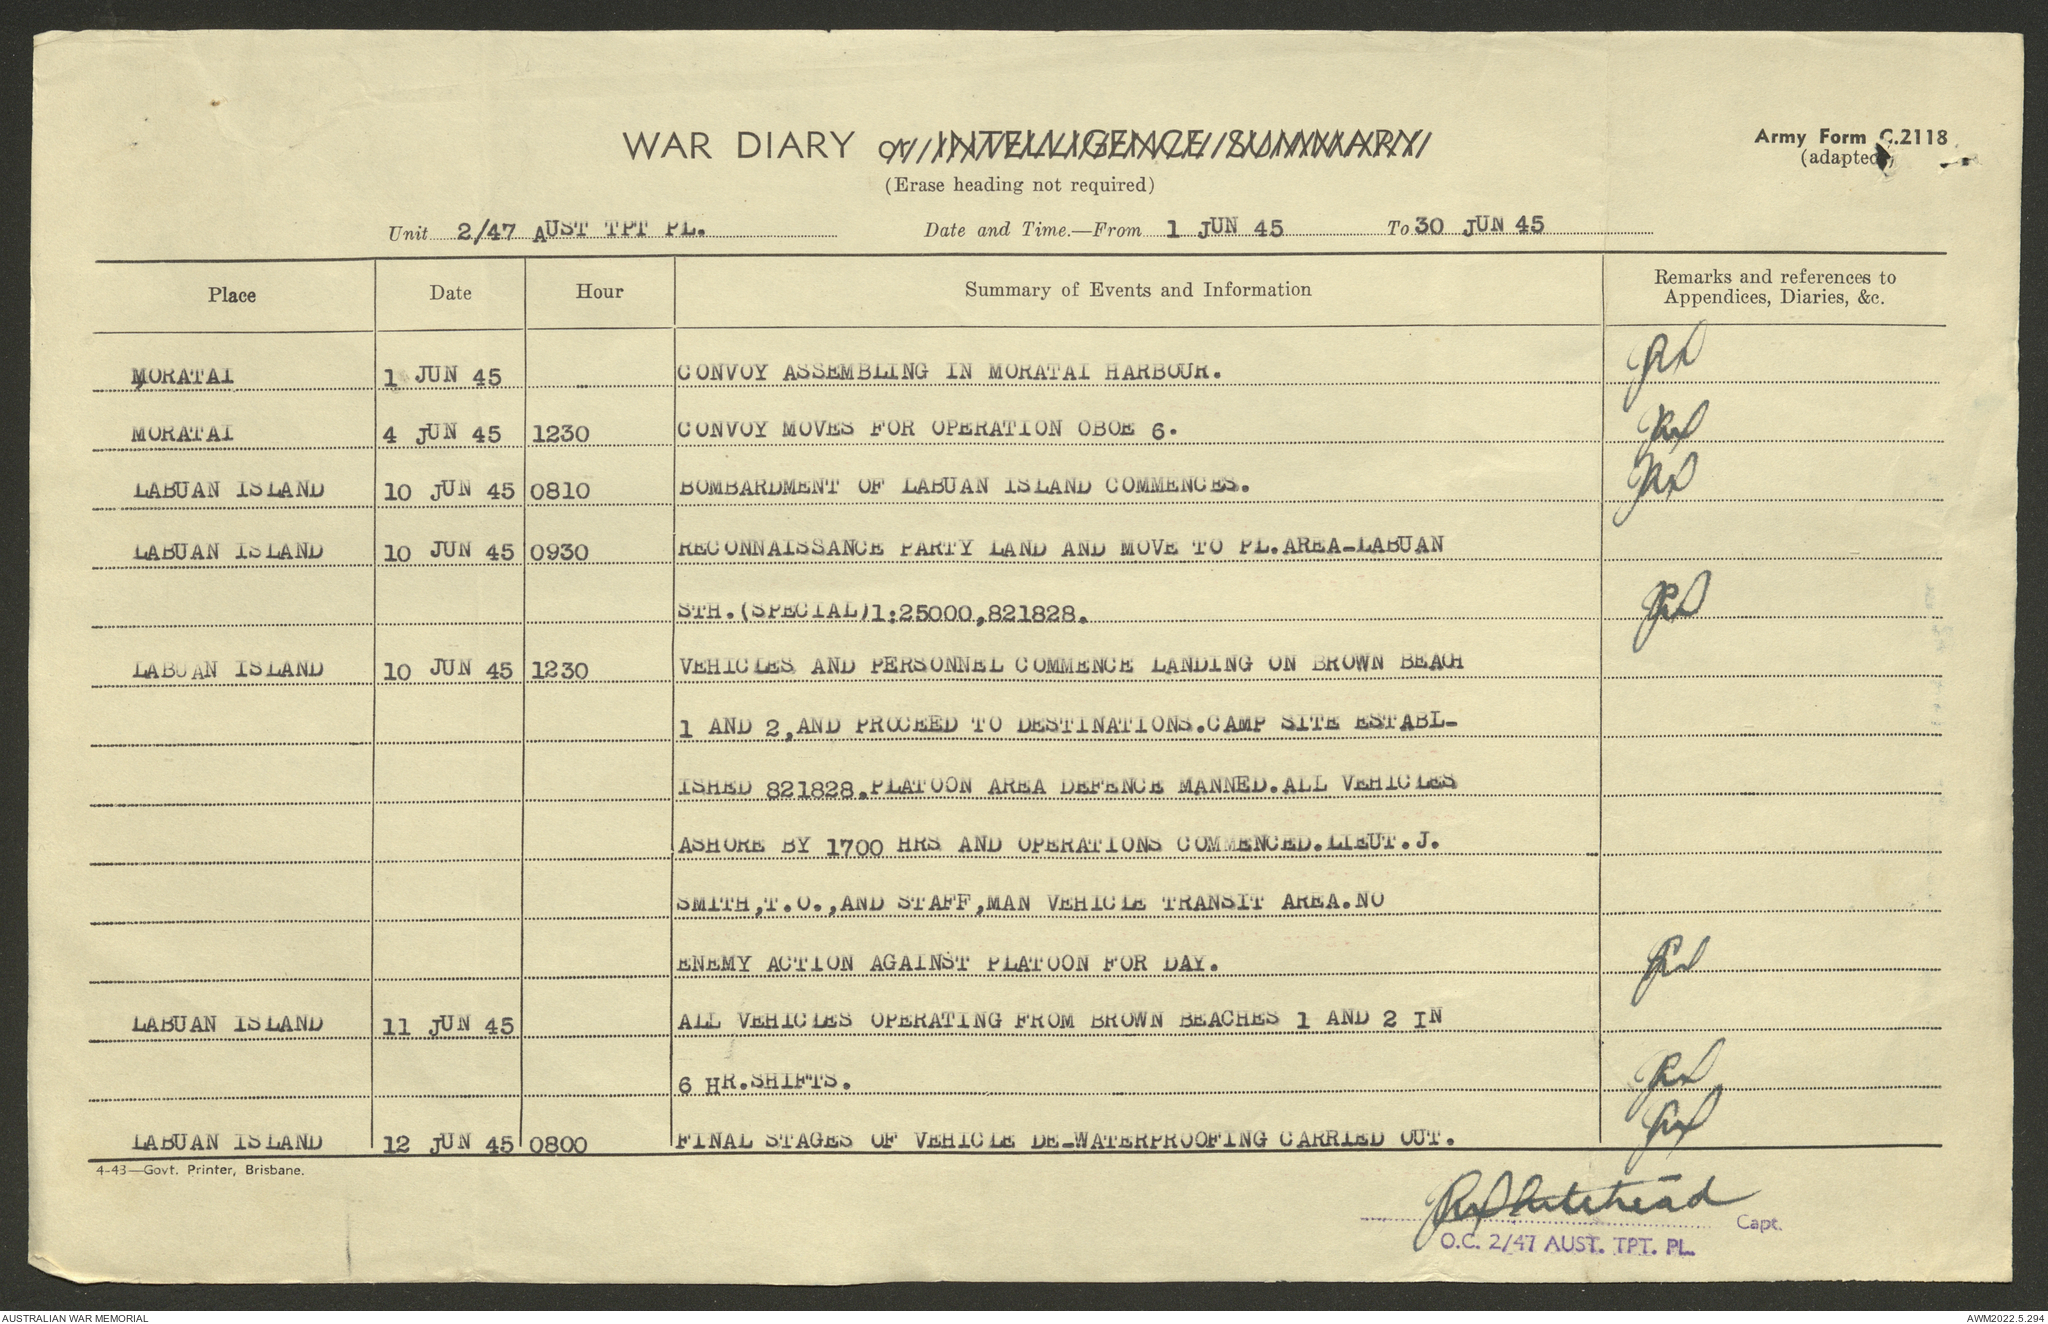 WAR DIARY or INTELLIGENCE SUMMARY
(Erase heading not required)
Army Form C.2118
(adapted)
Unit 2/47 AUST TPT PL. Date and Time.—From 1 JUN 45 To 30 JUN 45
Place Date Hour Summary of Events and Information Remarks and references to
Appendices, Diaries, &c.
MORATAI 1 JUN 45 CONVOY ASSEMBLING IN MORATAI HARBOUR.
MORATAI 4 JUN 45 1230 CONVOY MOVES FOR OPERATION OBOE 6.
LABUAN ISLAND 10 JUN 45 0810 BOMBARDMENT OF LABUAN ISLAND COMMENCES.
LABUAN ISLAND 10 JUN 45 0930 RECONNAISSANCE PARTY LAND AND MOVE TO PL.AREA-LABUAN
STH.(SPECIAL)1:25000,821828.
LABUAN ISLAND 10 JUN 45 1230 VEHICLES AND PERSONNEL COMMENCE LANDING ON BROWN BEACH
1 AND 2,AND PROCEED TO DESTINATIONS.CAMP SITE ESTABL-
ISHED 821828.PLATOON AREA DEFENCE MANNED.ALL VEHICLES
ASHORE BY 1700 HRS AND OPERATIONS COMMENCED.LIEUT.J.
SMITH,T.O.,AND STAFF,MAN VEHICLE TRANSIT AREA.NO
ENEMY ACTION AGAINST PLATOON FOR DAY.
LABUAN ISLAND 11 JUN 45 ALL VEHICLES OPERATING FROM BROWN BEACHES 1 AND 2 IN
6 HR.SHIFTS.
LABUAN ISLAND 12 JUN 45 0800 FINAL STAGES OF VEHICLE DE-WATERPROOFING CARRIED OUT.
4-43—Govt. Printer, Brisbane.
Whitehead Capt.
O.C. 2/47 AUST. TPT. PL.
AUSTRALIAN WAR MEMORIAL
AWM2022.5.294